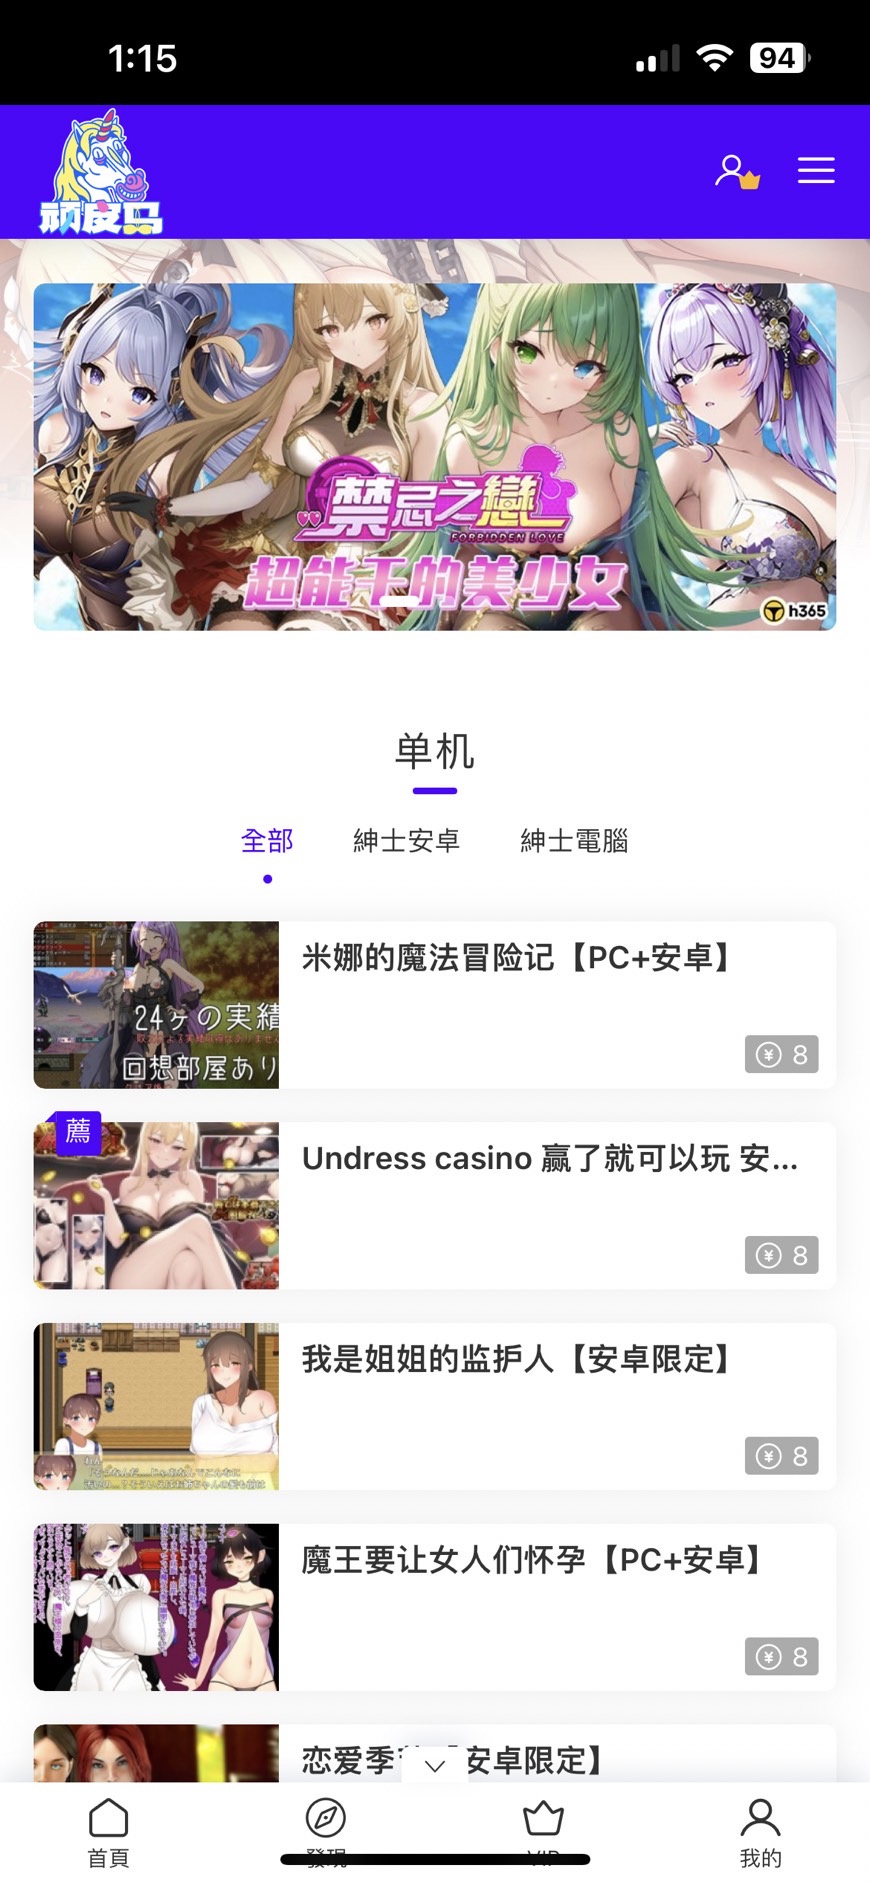 1:15
94
顽皮马
禁忌之戀
FORBIDDEN LOVE
超能干的美少女
h365
单机
全部
紳士安卓
紳士電腦
24ヶの実績
回想部屋あり
米娜的魔法冒险记【PC+安卓】
8
薦
Undress casino 赢了就可以玩 安...
8
我是姐姐的监护人【安卓限定】
8
魔王要让女人们怀孕【PC+安卓】
8
恋爱季
安卓限定】
首頁
發現
VIP
我的